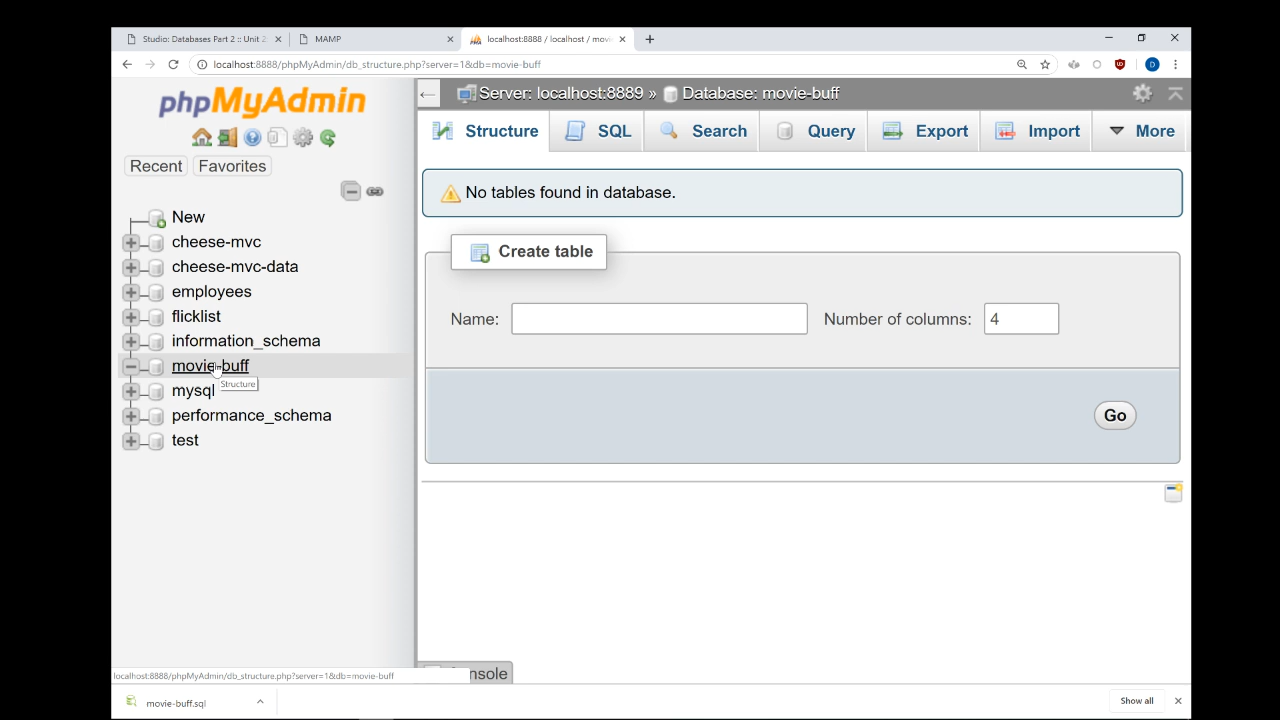 Studio: Databases Part 2 :: Unit 2
MAMP
localhost:8888 / localhost / movi
localhost:8888/phpMyAdmin/db_structure.php?server=1&db=movie-buff
phpMyAdmin
Recent Favorites
New
cheese-mvc
cheese-mvc-data
employees
flicklist
information_schema
movie-buff
Structure
mysql
performance_schema
test
Server: localhost:8889 » Database: movie-buff
Structure SQL Search Query Export Import More
No tables found in database.
Create table
Name: Number of columns: 4
Go
localhost:8888/phpMyAdmin/db_structure.php?server=1&db=movie-buff
movie-buff.sql
Show all